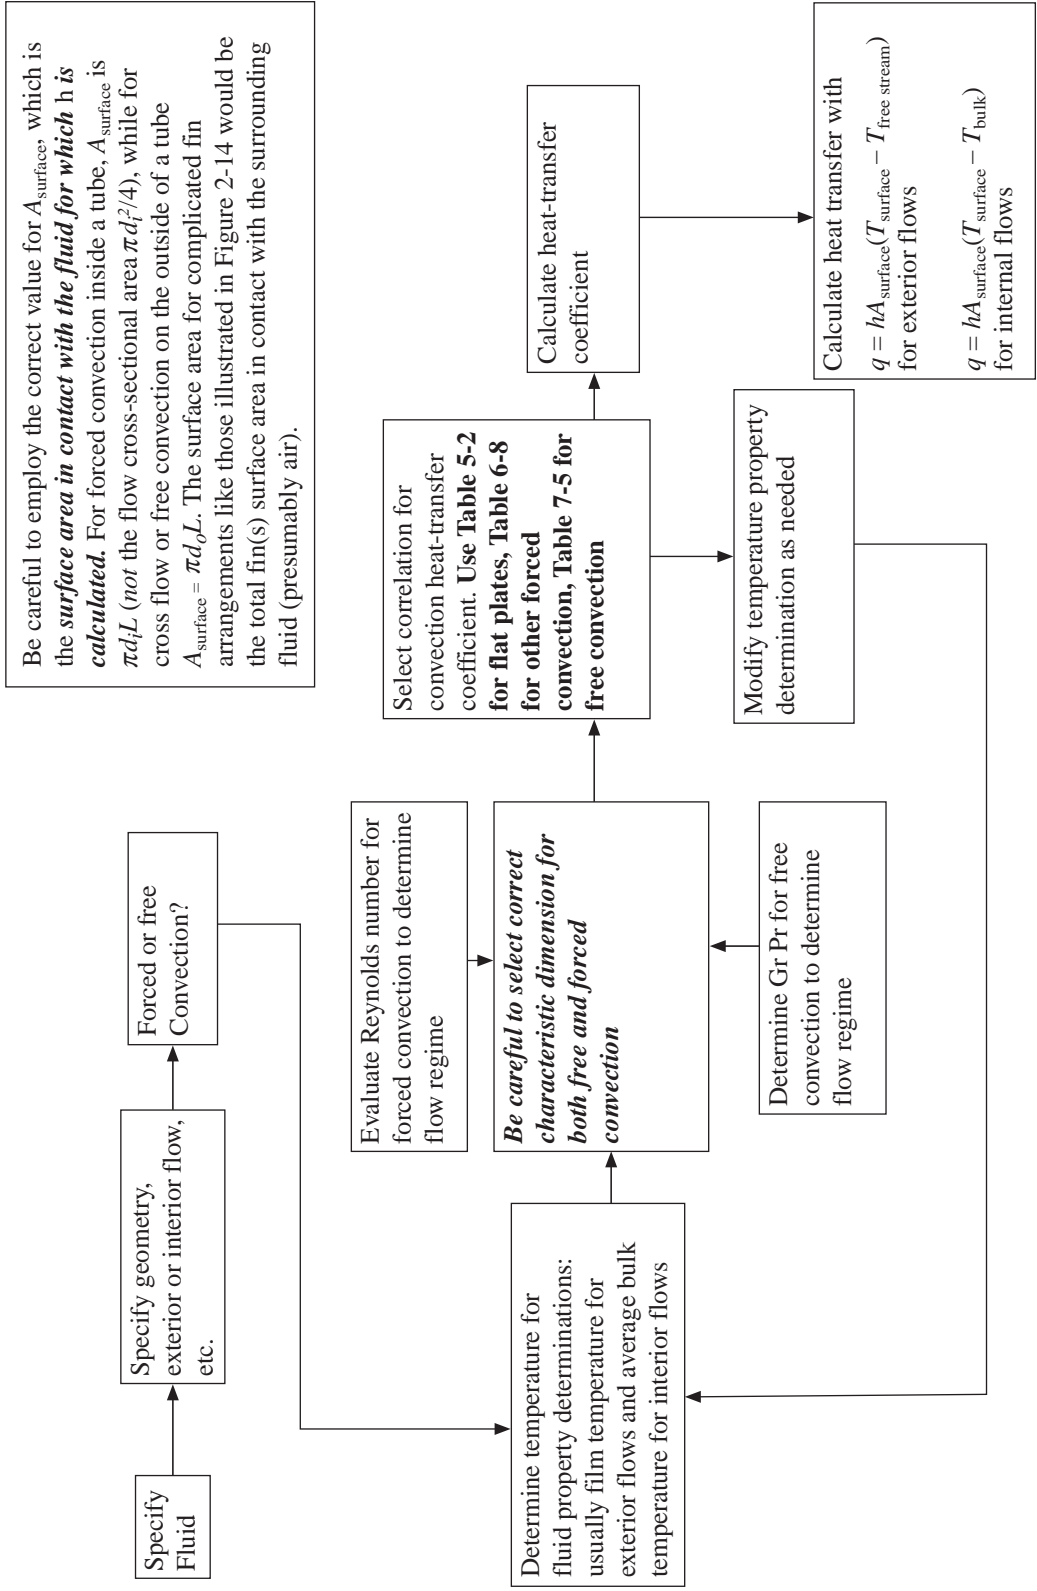 Specify
Fluid
Specify geometry,
exterior or interior flow,
etc.
Forced or free
Convection?
Be careful to employ the correct value for A_surface, which is
the surface area in contact with the fluid for which h is
calculated. For forced convection inside a tube, A_surface is
πd_iL (not the flow cross-sectional area πd_i²/4), while for
cross flow or free convection on the outside of a tube
A_surface = πd_oL. The surface area for complicated fin
arrangements like those illustrated in Figure 2-14 would be
the total fin(s) surface area in contact with the surrounding
fluid (presumably air).
Determine temperature for
fluid property determinations:
usually film temperature for
exterior flows and average bulk
temperature for interior flows
Evaluate Reynolds number for
forced convection to determine
flow regime
Be careful to select correct
characteristic dimension for
both free and forced
convection
Determine Gr Pr for free
convection to determine
flow regime
Select correlation for
convection heat-transfer
coefficient. Use Table 5-2
for flat plates, Table 6-8
for other forced
convection, Table 7-5 for
free convection
Modify temperature property
determination as needed
Calculate heat-transfer
coefficient
Calculate heat transfer with
q = hA_surface(T_surface − T_free stream)
for exterior flows
q = hA_surface(T_surface − T_bulk)
for internal flows